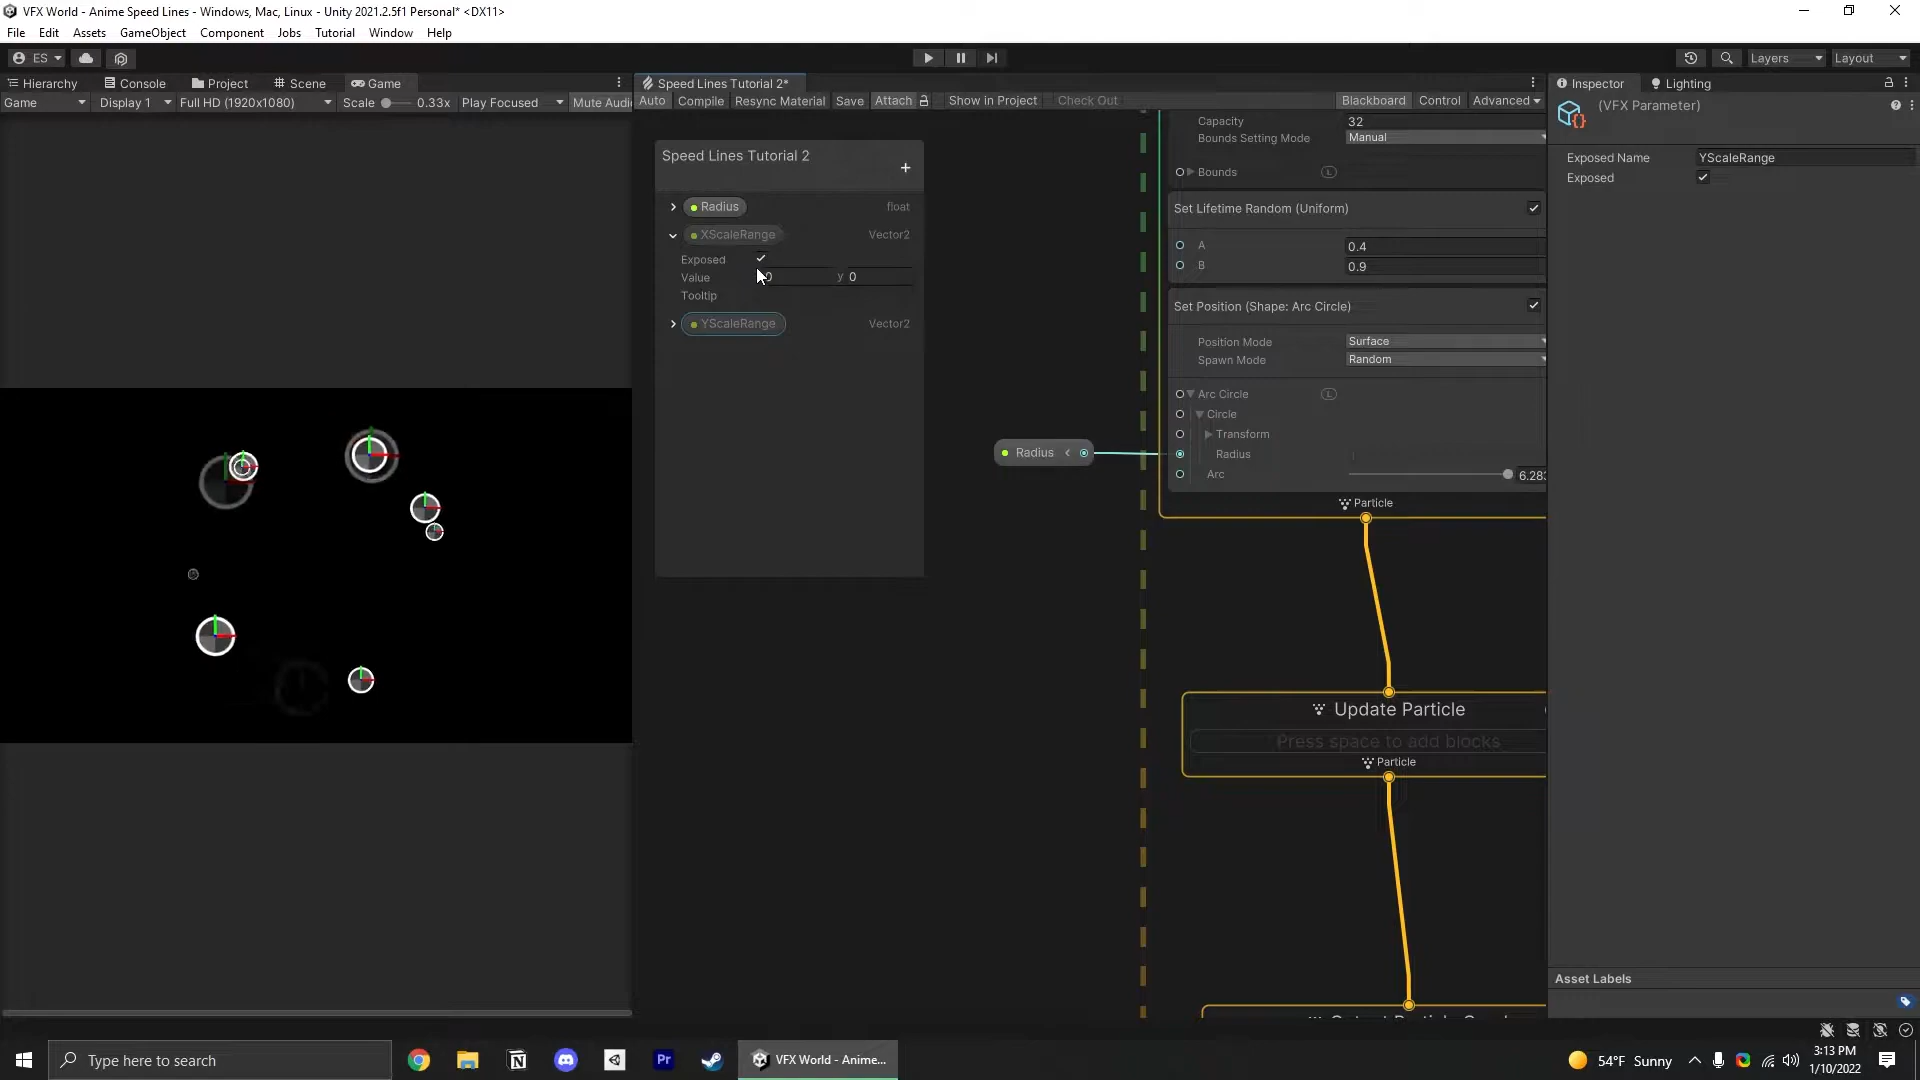 VFX World - Anime Speed Lines - Windows, Mac, Linux - Unity 2021.2.5f1 Personal* <DX11>
File Edit Assets GameObject Component Jobs Tutorial Window Help
ES Layers Layout
Hierarchy Console Project Scene Game
Game Display 1 Full HD (1920x1080) Scale 0.33x Play Focused Mute Audi
Speed Lines Tutorial 2*
Auto Compile Resync Material Save Attach Show in Project Check Out Blackboard Control Advanced
Speed Lines Tutorial 2
+
Radius float
XScaleRange Vector2
Exposed
Value 0 y 0
Tooltip
YScaleRange Vector2
Radius
Capacity 32
Bounds Setting Mode Manual
Bounds L
Set Lifetime Random (Uniform)
A 0.4
B 0.9
Set Position (Shape: Arc Circle)
Position Mode Surface
Spawn Mode Random
Arc Circle L
Circle
Transform
Radius
Arc 6.283
Particle
Update Particle
Press space to add blocks
Particle
Inspector Lighting
(VFX Parameter)
Exposed Name YScaleRange
Exposed
Asset Labels
Type here to search
Pr
VFX World - Anime...
54°F Sunny
3:13 PM
1/10/2022